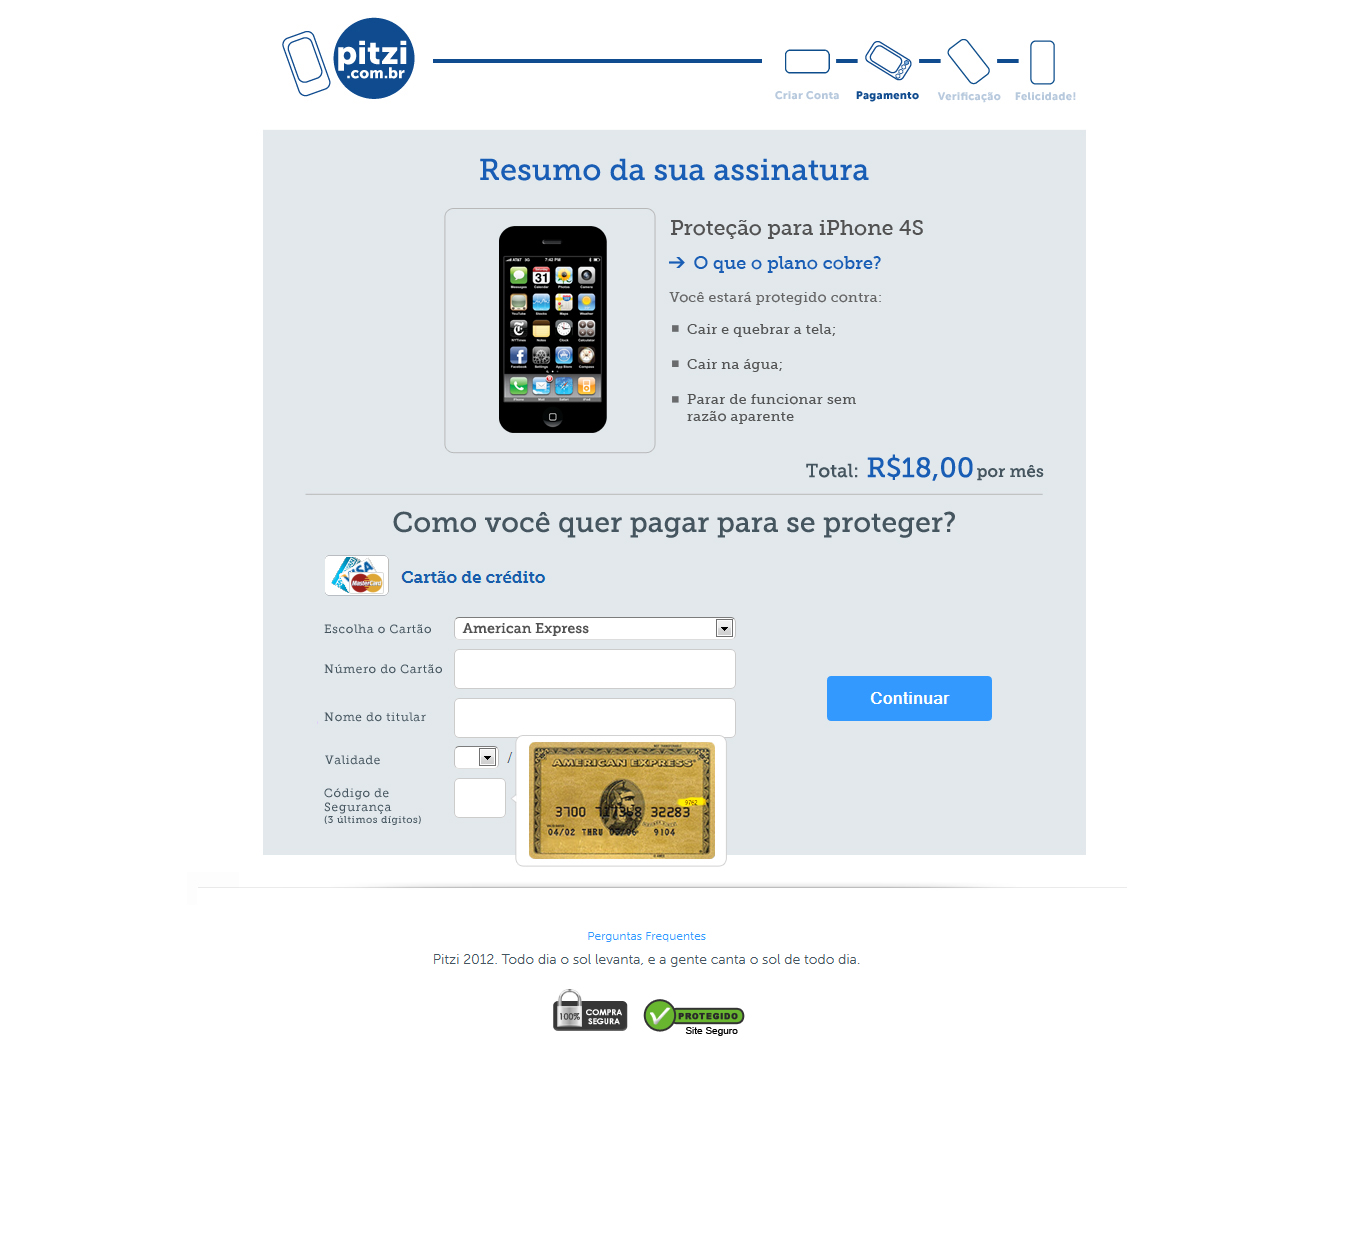 pitzi
.com.br
Criar Conta
Pagamento
Verificação
Felicidade!
Resumo da sua assinatura
Proteção para iPhone 4S
O que o plano cobre?
Você estará protegido contra:
Cair e quebrar a tela;
Cair na água;
Parar de funcionar sem
razão aparente
Total: R$18,00 por mês
Como você quer pagar para se proteger?
VISA
MasterCard
Cartão de crédito
Escolha o Cartão
American Express
Número do Cartão
Nome do titular
Continuar
Validade
/
Código de
Segurança
(3 últimos dígitos)
AMERICAN EXPRESS
9762
3700
32283
04/02 THRU
9104
Perguntas Frequentes
Pitzi 2012. Todo dia o sol levanta, e a gente canta o sol de todo dia.
100%
COMPRA
SEGURA
PROTEGIDO
Site Seguro